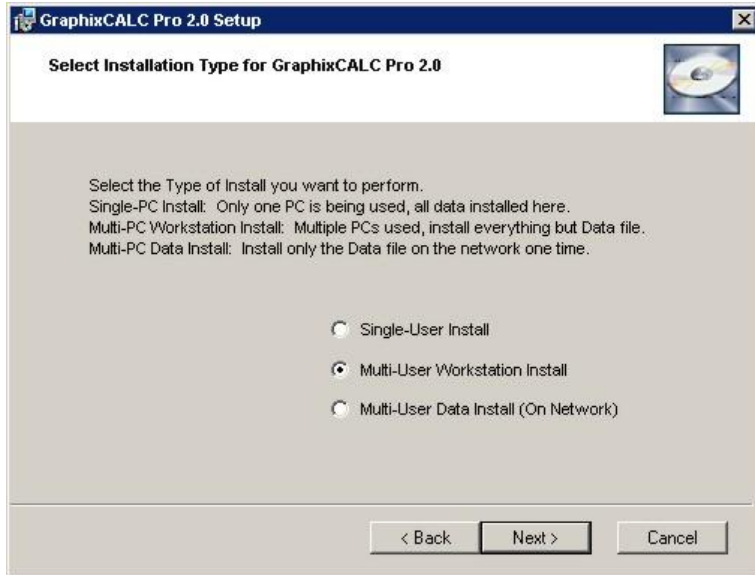 GraphixCALC Pro 2.0 Setup
Select Installation Type for GraphixCALC Pro 2.0
Select the Type of Install you want to perform.
Single-PC Install:  Only one PC is being used, all data installed here.
Multi-PC Workstation Install:  Multiple PCs used, install everything but Data file.
Multi-PC Data Install:  Install only the Data file on the network one time.
Single-User Install
Multi-User Workstation Install
Multi-User Data Install (On Network)
< Back
Next >
Cancel